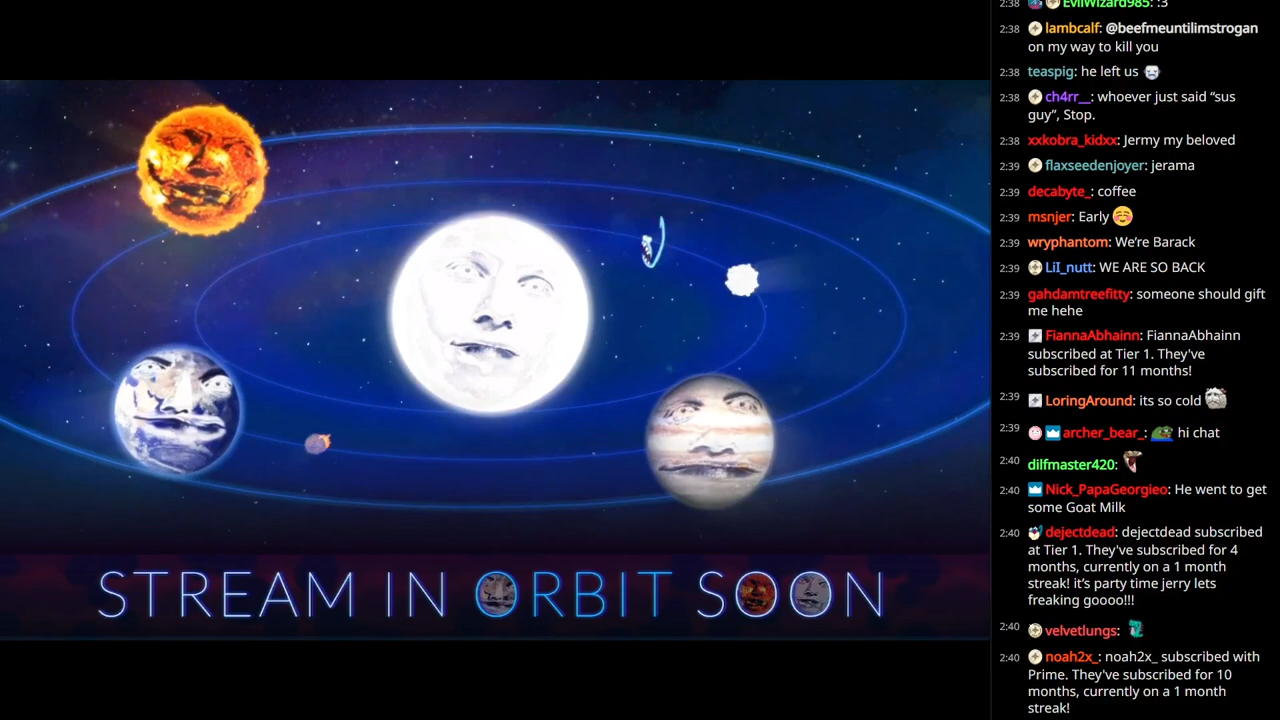 STREAM IN ORBIT SOON
2:38 EvilWizard985: :3
2:38 lambcalf: @beefmeuntilimstrogan
on my way to kill you
2:38 teaspig: he left us
2:38 ch4rr__: whoever just said “sus
guy”, Stop.
2:38 xxkobra_kidxx: Jermy my beloved
2:39 flaxseedenjoyer: jerama
2:39 decabyte_: coffee
2:39 msnjer: Early
2:39 wryphantom: We’re Barack
2:39 LiI_nutt: WE ARE SO BACK
2:39 gahdamtreefitty: someone should gift
me hehe
2:39 FiannaAbhainn: FiannaAbhainn
subscribed at Tier 1. They've
subscribed for 11 months!
2:39 LoringAround: its so cold
2:39 archer_bear_: hi chat
2:40 dilfmaster420:
2:40 Nick_PapaGeorgieo: He went to get
some Goat Milk
2:40 dejectdead: dejectdead subscribed
at Tier 1. They've subscribed for 4
months, currently on a 1 month
streak! it’s party time jerry lets
freaking goooo!!!
2:40 velvetlungs:
2:40 noah2x_: noah2x_ subscribed with
Prime. They've subscribed for 10
months, currently on a 1 month
streak!